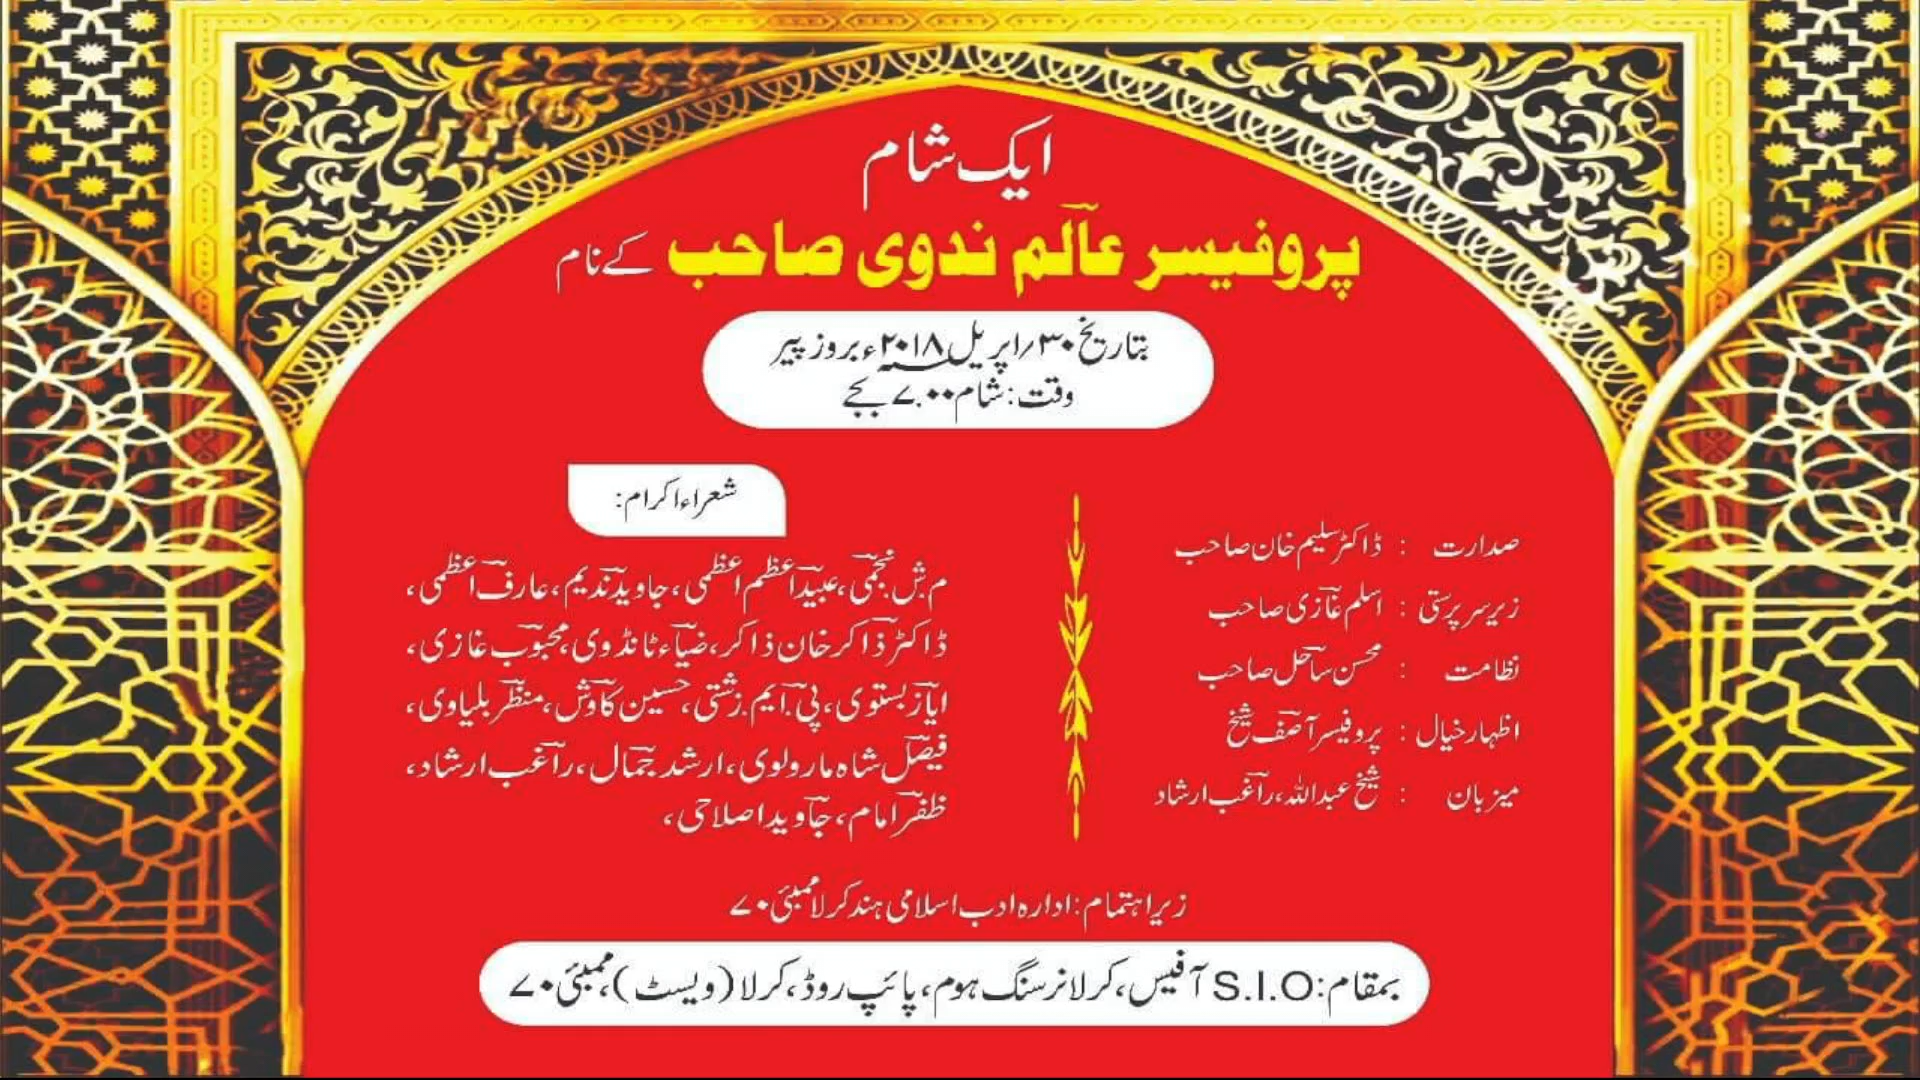 ایک شام
پروفیسر عالم ندوی صاحب کے نام
بتاریخ ۳۰؍اپریل ۲۰۱۸ء بروز پیر
وقت: شام ۷.۰۰ بجے
صدارت : ڈاکٹر سلیم خان صاحب
زیر سرپرستی : اسلم غازی صاحب
نظامت : محسن ساحل صاحب
اظہار خیال : پروفیسر آصف شیخ
میزبان : شیخ عبداللہ، راغب ارشاد
شعراء اکرام:
م.ش نجمی، عبید اعظم اعظمی، جاوید ندیم، عارف اعظمی،
ڈاکٹر ذاکر خان ذاکر، ضیاء ٹانڈوی، محبوب غازی،
ایاز بستوی، پی.ایم.زشتی، حسین کاوش، منظر بلیاوی،
فیصل شاہ مارولوی، ارشد جمال، راغب ارشاد،
ظفر امام، جاوید اصلاحی،
زیر اہتمام: ادارہ ادب اسلامی ہند کرلا ممبئی ۷۰
بمقام: S.I.O آفیس، کرلا نرسنگ ہوم، پائپ روڈ، کرلا (ویسٹ)، ممبئی ۷۰